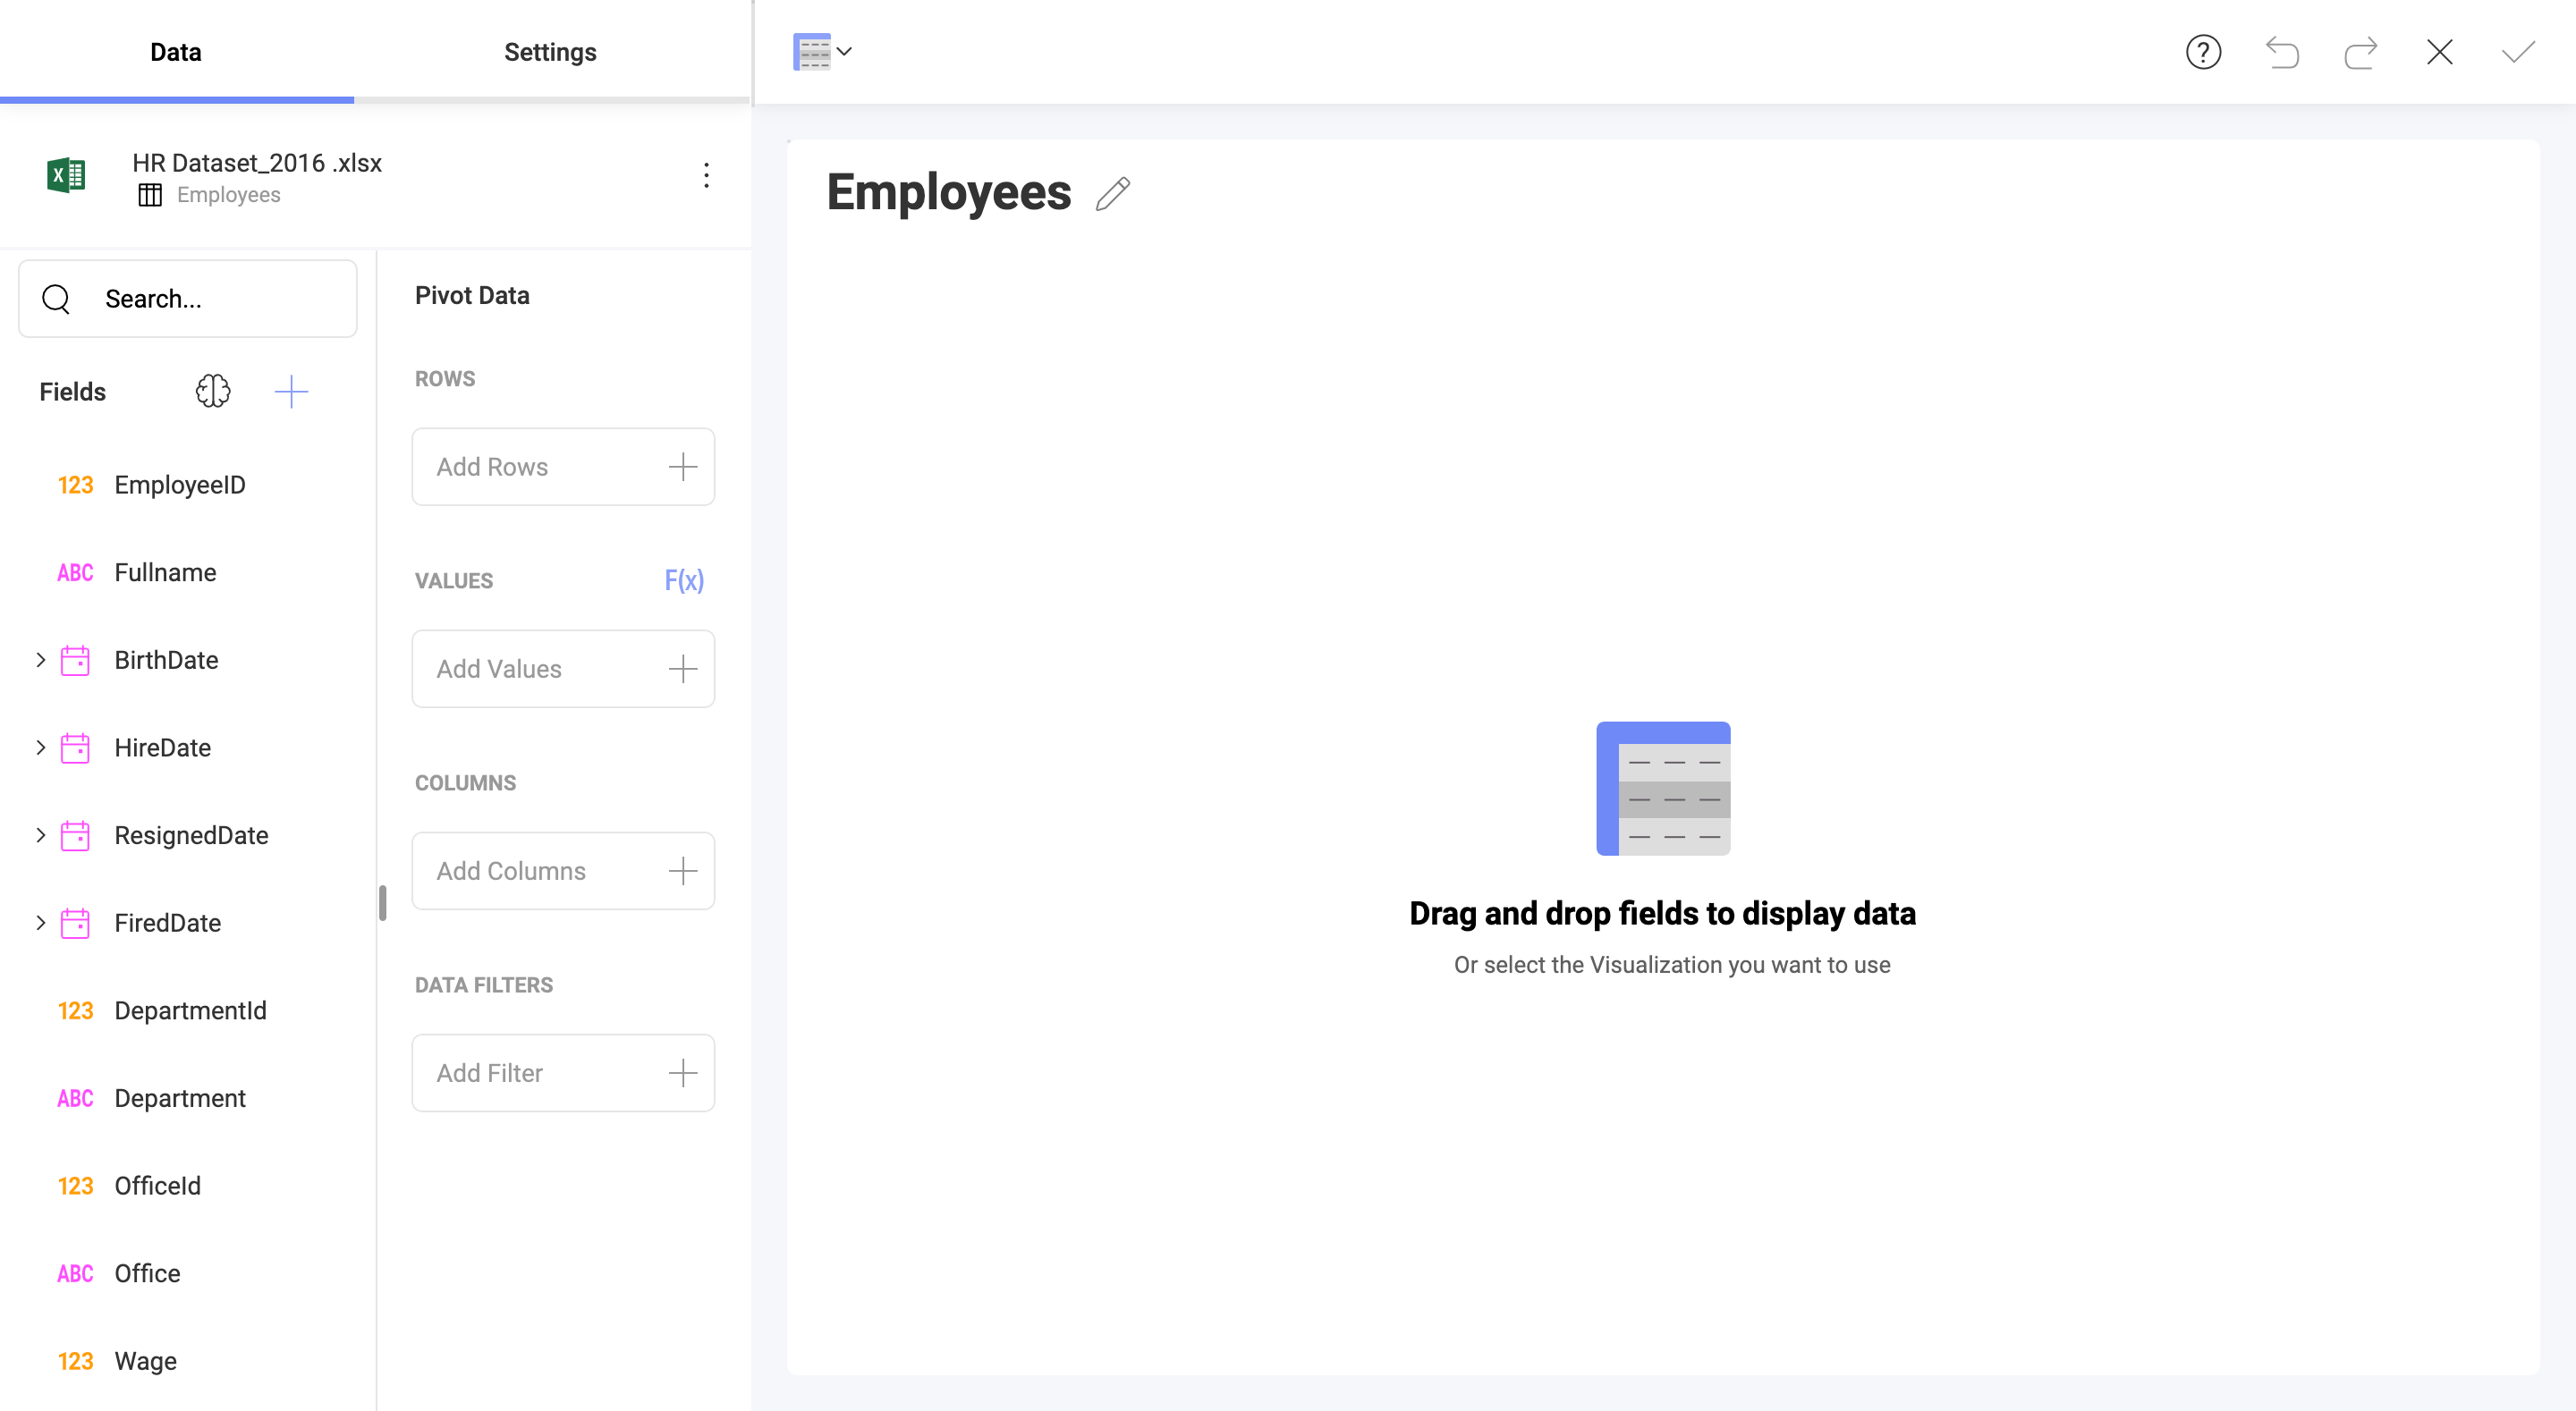 Data
Settings
HR Dataset_2016 .xlsx
Employees
Search...
Fields
123 EmployeeID
ABC Fullname
BirthDate
HireDate
ResignedDate
FiredDate
123 DepartmentId
ABC Department
123 OfficeId
ABC Office
123 Wage
Pivot Data
ROWS
Add Rows
VALUES F(x)
Add Values
COLUMNS
Add Columns
DATA FILTERS
Add Filter
?
Employees
Drag and drop fields to display data
Or select the Visualization you want to use